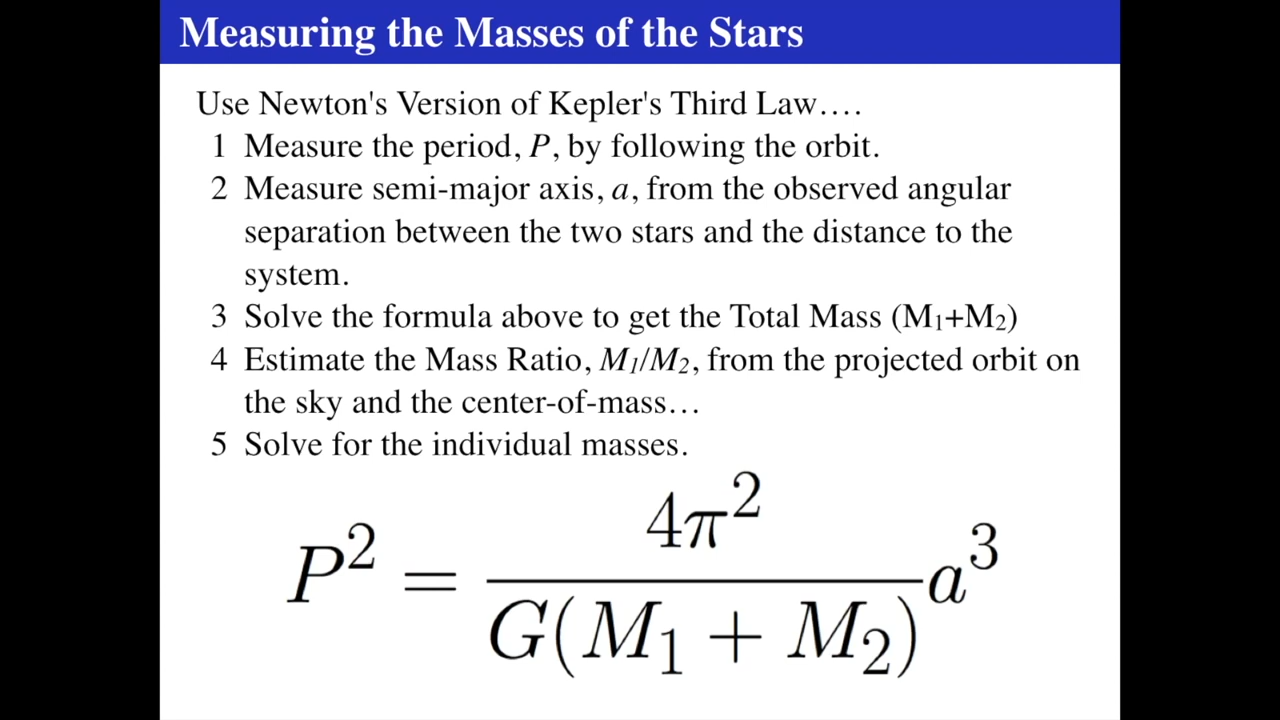 Measuring the Masses of the Stars
Use Newton's Version of Kepler's Third Law….
1 Measure the period, P, by following the orbit.
2 Measure semi-major axis, a, from the observed angular
separation between the two stars and the distance to the
system.
3 Solve the formula above to get the Total Mass (M₁+M₂)
4 Estimate the Mass Ratio, M₁/M₂, from the projected orbit on
the sky and the center-of-mass…
5 Solve for the individual masses.
P² = 4π² / G(M₁ + M₂) a³